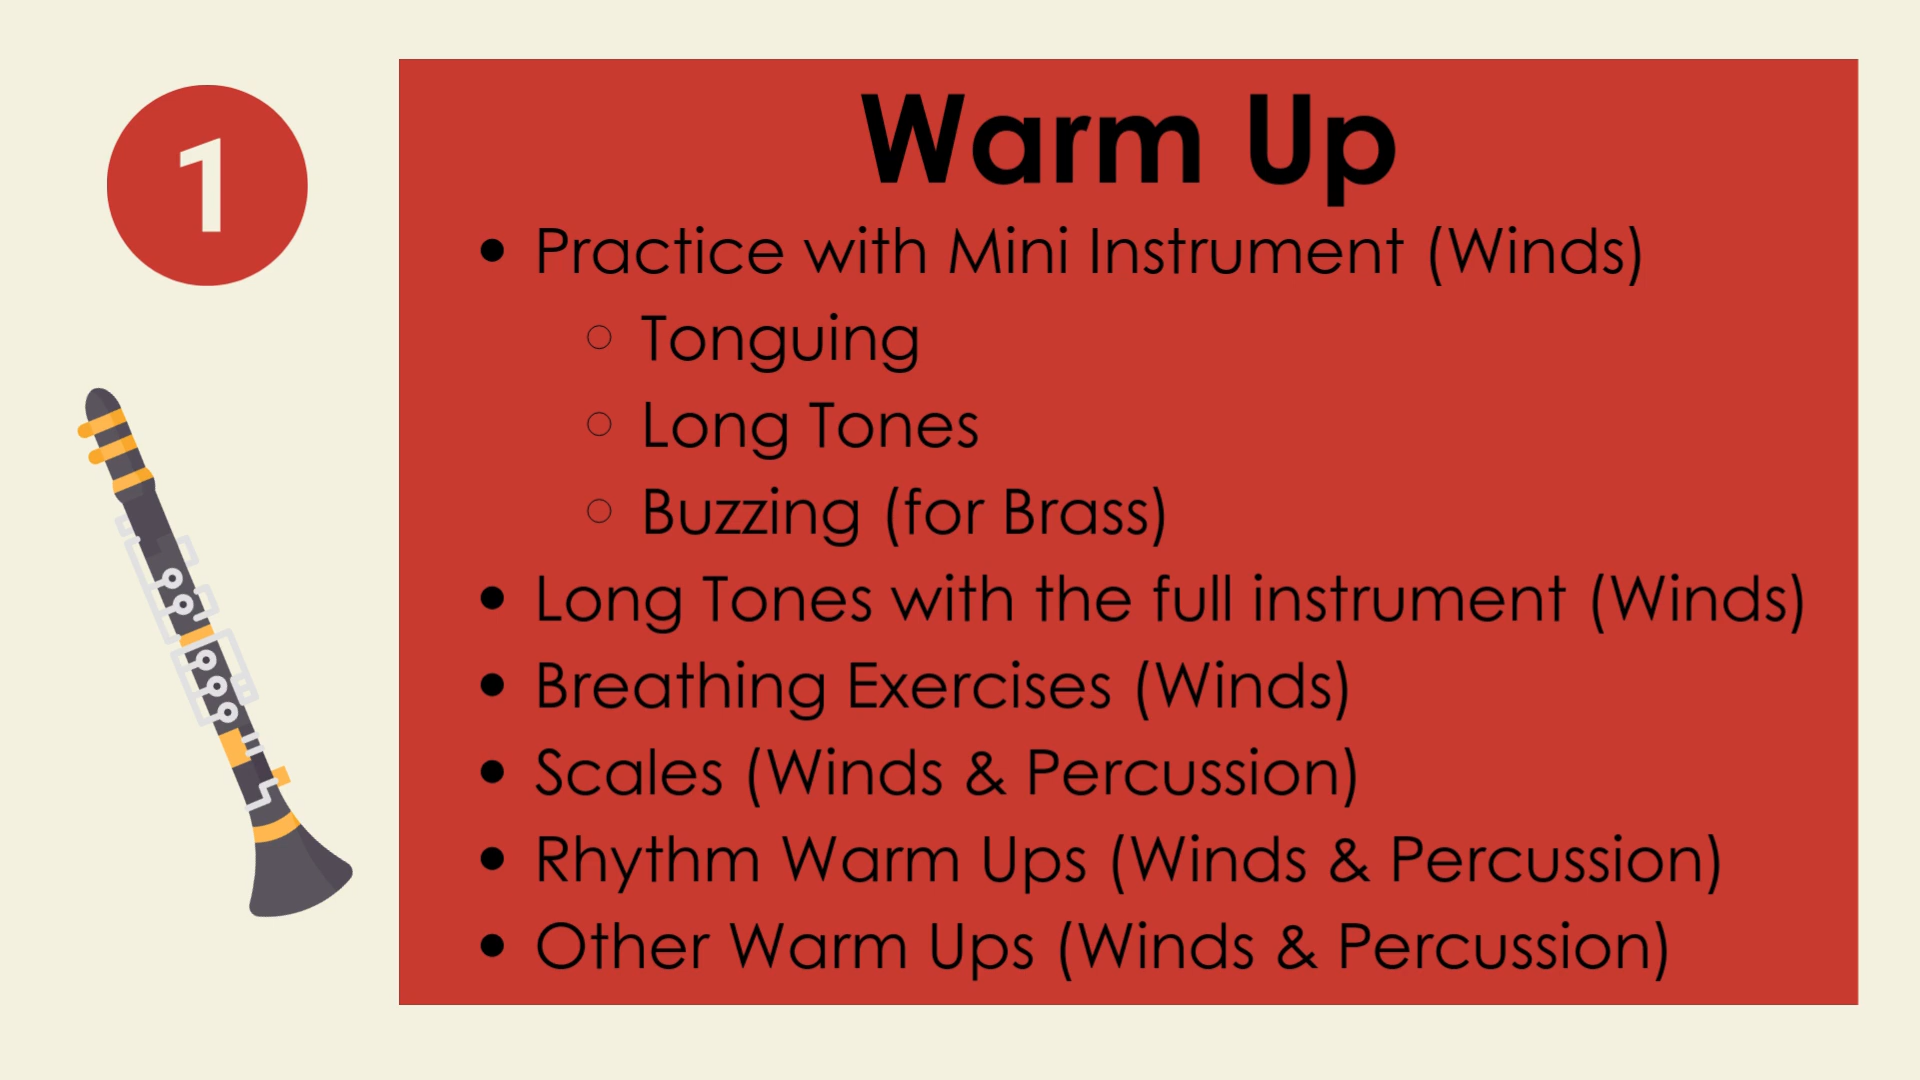 1
Warm Up
• Practice with Mini Instrument (Winds)
○ Tonguing
○ Long Tones
○ Buzzing (for Brass)
• Long Tones with the full instrument (Winds)
• Breathing Exercises (Winds)
• Scales (Winds & Percussion)
• Rhythm Warm Ups (Winds & Percussion)
• Other Warm Ups (Winds & Percussion)